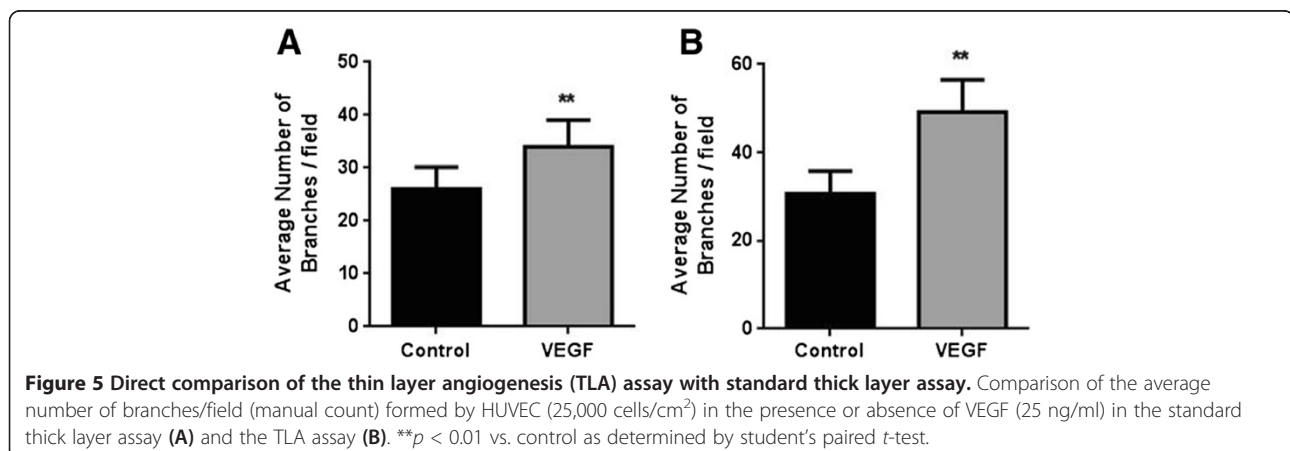 A
Average Number of
Branches / field
50
40
30
20
10
0
**
Control
VEGF
B
Average Number of
Branches / field
60
40
20
0
**
Control
VEGF
Figure 5 Direct comparison of the thin layer angiogenesis (TLA) assay with standard thick layer assay. Comparison of the average
number of branches/field (manual count) formed by HUVEC (25,000 cells/cm²) in the presence or absence of VEGF (25 ng/ml) in the standard
thick layer assay (A) and the TLA assay (B). **p < 0.01 vs. control as determined by student's paired t-test.